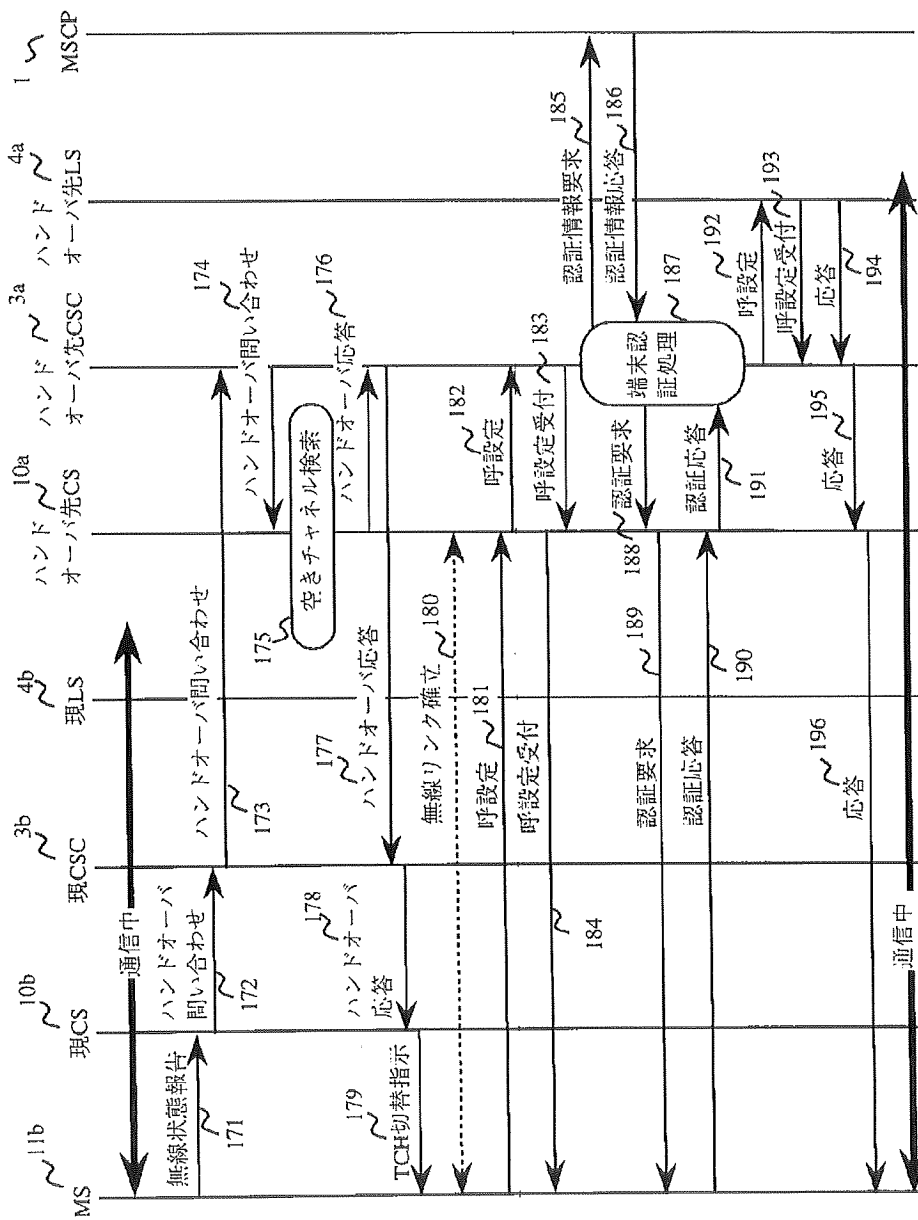 11b
MS
10b
現CS
3b
現CSC
4b
現LS
10a
ハンド
オーバ先CS
3a
ハンド
オーバ先CSC
4a
ハンド
オーバ先LS
1
MSCP
通信中
無線状態報告
171
ハンドオーバ
問い合わせ
172
ハンドオーバ問い合わせ
173
174
ハンドオーバ問い合わせ
175
空きチャネル検索
176
ハンドオーバ応答
177
ハンドオーバ応答
178
ハンドオーバ
応答
179
TCH切替指示
無線リンク確立
180
呼設定
181
182
呼設定
呼設定受付
183
呼設定受付
184
認証情報要求
185
認証情報応答
186
端末認
証処理
187
認証要求
188
認証要求
189
認証応答
190
認証応答
191
192
呼設定
呼設定受付
193
応答
194
応答
195
応答
196
通信中